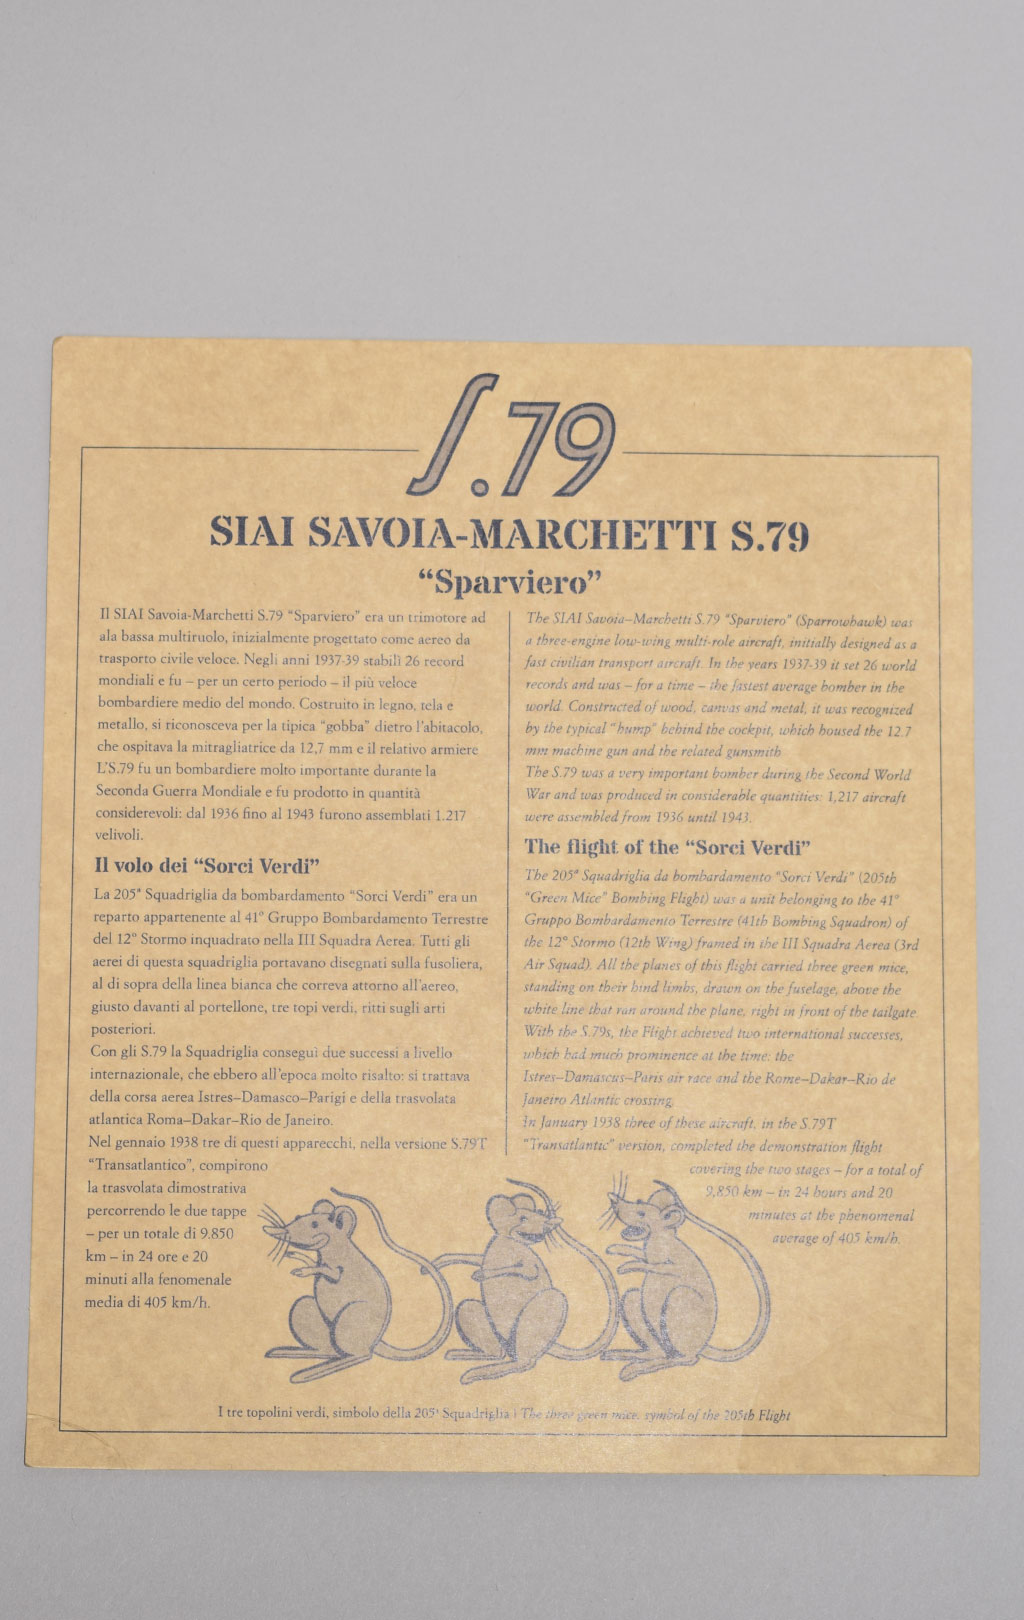 S.79
SIAI SAVOIA-MARCHETTI S.79
“Sparviero”
Il SIAI Savoia-Marchetti S.79 “Sparviero” era un trimotore ad
ala bassa multiruolo, inizialmente progettato come aereo da
trasporto civile veloce. Negli anni 1937-39 stabilì 26 record
mondiali e fu – per un certo periodo – il più veloce
bombardiere medio del mondo. Costruito in legno, tela e
metallo, si riconosceva per la tipica “gobba” dietro l’abitacolo,
che ospitava la mitragliatrice da 12,7 mm e il relativo armiere
L’S.79 fu un bombardiere molto importante durante la
Seconda Guerra Mondiale e fu prodotto in quantità
considerevoli: dal 1936 fino al 1943 furono assemblati 1.217
velivoli.
Il volo dei “Sorci Verdi”
La 205ª Squadriglia da bombardamento “Sorci Verdi” era un
reparto appartenente al 41º Gruppo Bombardamento Terrestre
del 12º Stormo inquadrato nella III Squadra Aerea. Tutti gli
aerei di questa squadriglia portavano disegnati sulla fusoliera,
al di sopra della linea bianca che correva attorno all’aereo,
giusto davanti al portellone, tre topi verdi, ritti sugli arti
posteriori.
Con gli S.79 la Squadriglia conseguì due successi a livello
internazionale, che ebbero all’epoca molto risalto: si trattava
della corsa aerea Istres–Damasco–Parigi e della trasvolata
atlantica Roma–Dakar–Rio de Janeiro.
Nel gennaio 1938 tre di questi apparecchi, nella versione S.79T
“Transatlantico”, compirono
la trasvolata dimostrativa
percorrendo le due tappe
– per un totale di 9.850
km – in 24 ore e 20
minuti alla fenomenale
media di 405 km/h.
The SIAI Savoia–Marchetti S.79 “Sparviero” (Sparrowhawk) was
a three-engine low-wing multi-role aircraft, initially designed as a
fast civilian transport aircraft. In the years 1937-39 it set 26 world
records and was – for a time – the fastest average bomber in the
world. Constructed of wood, canvas and metal, it was recognized
by the typical “hump” behind the cockpit, which housed the 12.7
mm machine gun and the related gunsmith
The S.79 was a very important bomber during the Second World
War and was produced in considerable quantities: 1,217 aircraft
were assembled from 1936 until 1943.
The flight of the “Sorci Verdi”
The 205ª Squadriglia da bombardamento “Sorci Verdi” (205th
“Green Mice” Bombing Flight) was a unit belonging to the 41º
Gruppo Bombardamento Terrestre (41th Bombing Squadron) of
the 12º Stormo (12th Wing) framed in the III Squadra Aerea (3rd
Air Squad). All the planes of this flight carried three green mice,
standing on their hind limbs, drawn on the fuselage, above the
white line that ran around the plane, right in front of the tailgate.
With the S.79s, the Flight achieved two international successes,
which had much prominence at the time: the
Istres–Damascus–Paris air race and the Rome–Dakar–Rio de
Janeiro Atlantic crossing.
In January 1938 three of these aircraft, in the S.79T
“Transatlantic” version, completed the demonstration flight
covering the two stages – for a total of
9,850 km – in 24 hours and 20
minutes at the phenomenal
average of 405 km/h.
I tre topolini verdi, simbolo della 205ª Squadriglia | The three green mice, symbol of the 205th Flight